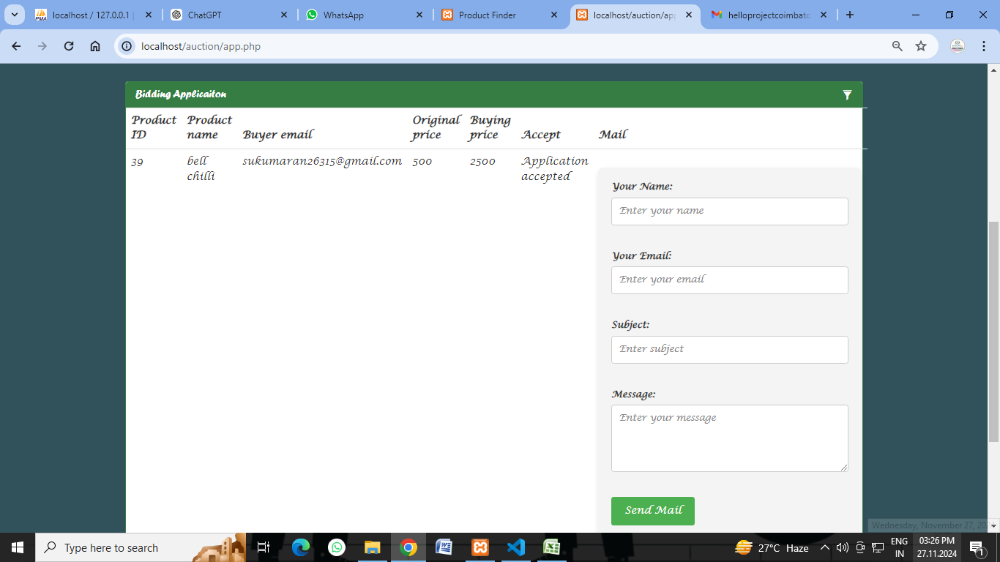 localhost / 127.0.0.1 |
ChatGPT
WhatsApp
Product Finder
localhost/auction/app
helloprojectcoimbato
localhost/auction/app.php
Bidding Applicaiton
Product ID
Product name
Buyer email
Original price
Buying price
Accept
Mail
39
bell chilli
sukumaran26315@gmail.com
500
2500
Application accepted
Your Name:
Enter your name
Your Email:
Enter your email
Subject:
Enter subject
Message:
Enter your message
Send Mail
Wednesday, November 27, 202
Type here to search
27°C Haze
ENG
IN
03:26 PM
27.11.2024
1